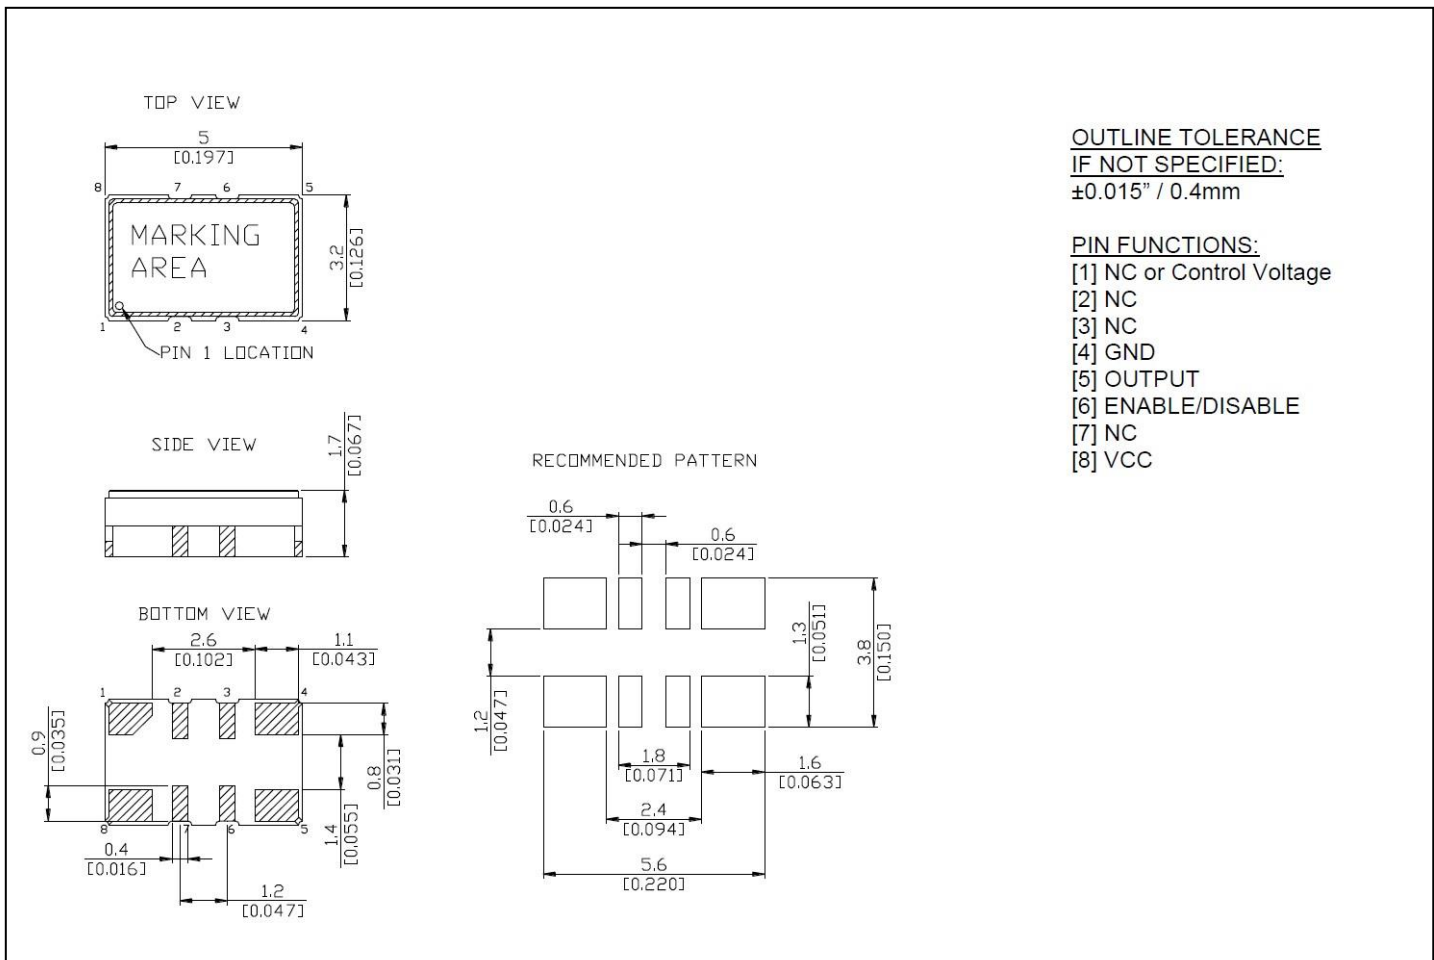 TOP VIEW
5
[0.197]
8 7 6 5
MARKING
AREA
3.2
[0.126]
1 2 3 4
PIN 1 LOCATION
SIDE VIEW
1.7
[0.067]
BOTTOM VIEW
2.6
[0.102]
1.1
[0.043]
1 2 3 4
0.9
[0.035]
0.8
[0.031]
1.4
[0.055]
8 7 6 5
0.4
[0.016]
1.2
[0.047]
RECOMMENDED PATTERN
0.6
[0.024]
0.6
[0.024]
1.3
[0.051]
3.8
[0.150]
1.2
[0.047]
1.8
[0.071]
1.6
[0.063]
2.4
[0.094]
5.6
[0.220]
OUTLINE TOLERANCE
IF NOT SPECIFIED:
±0.015” / 0.4mm
PIN FUNCTIONS:
[1] NC or Control Voltage
[2] NC
[3] NC
[4] GND
[5] OUTPUT
[6] ENABLE/DISABLE
[7] NC
[8] VCC